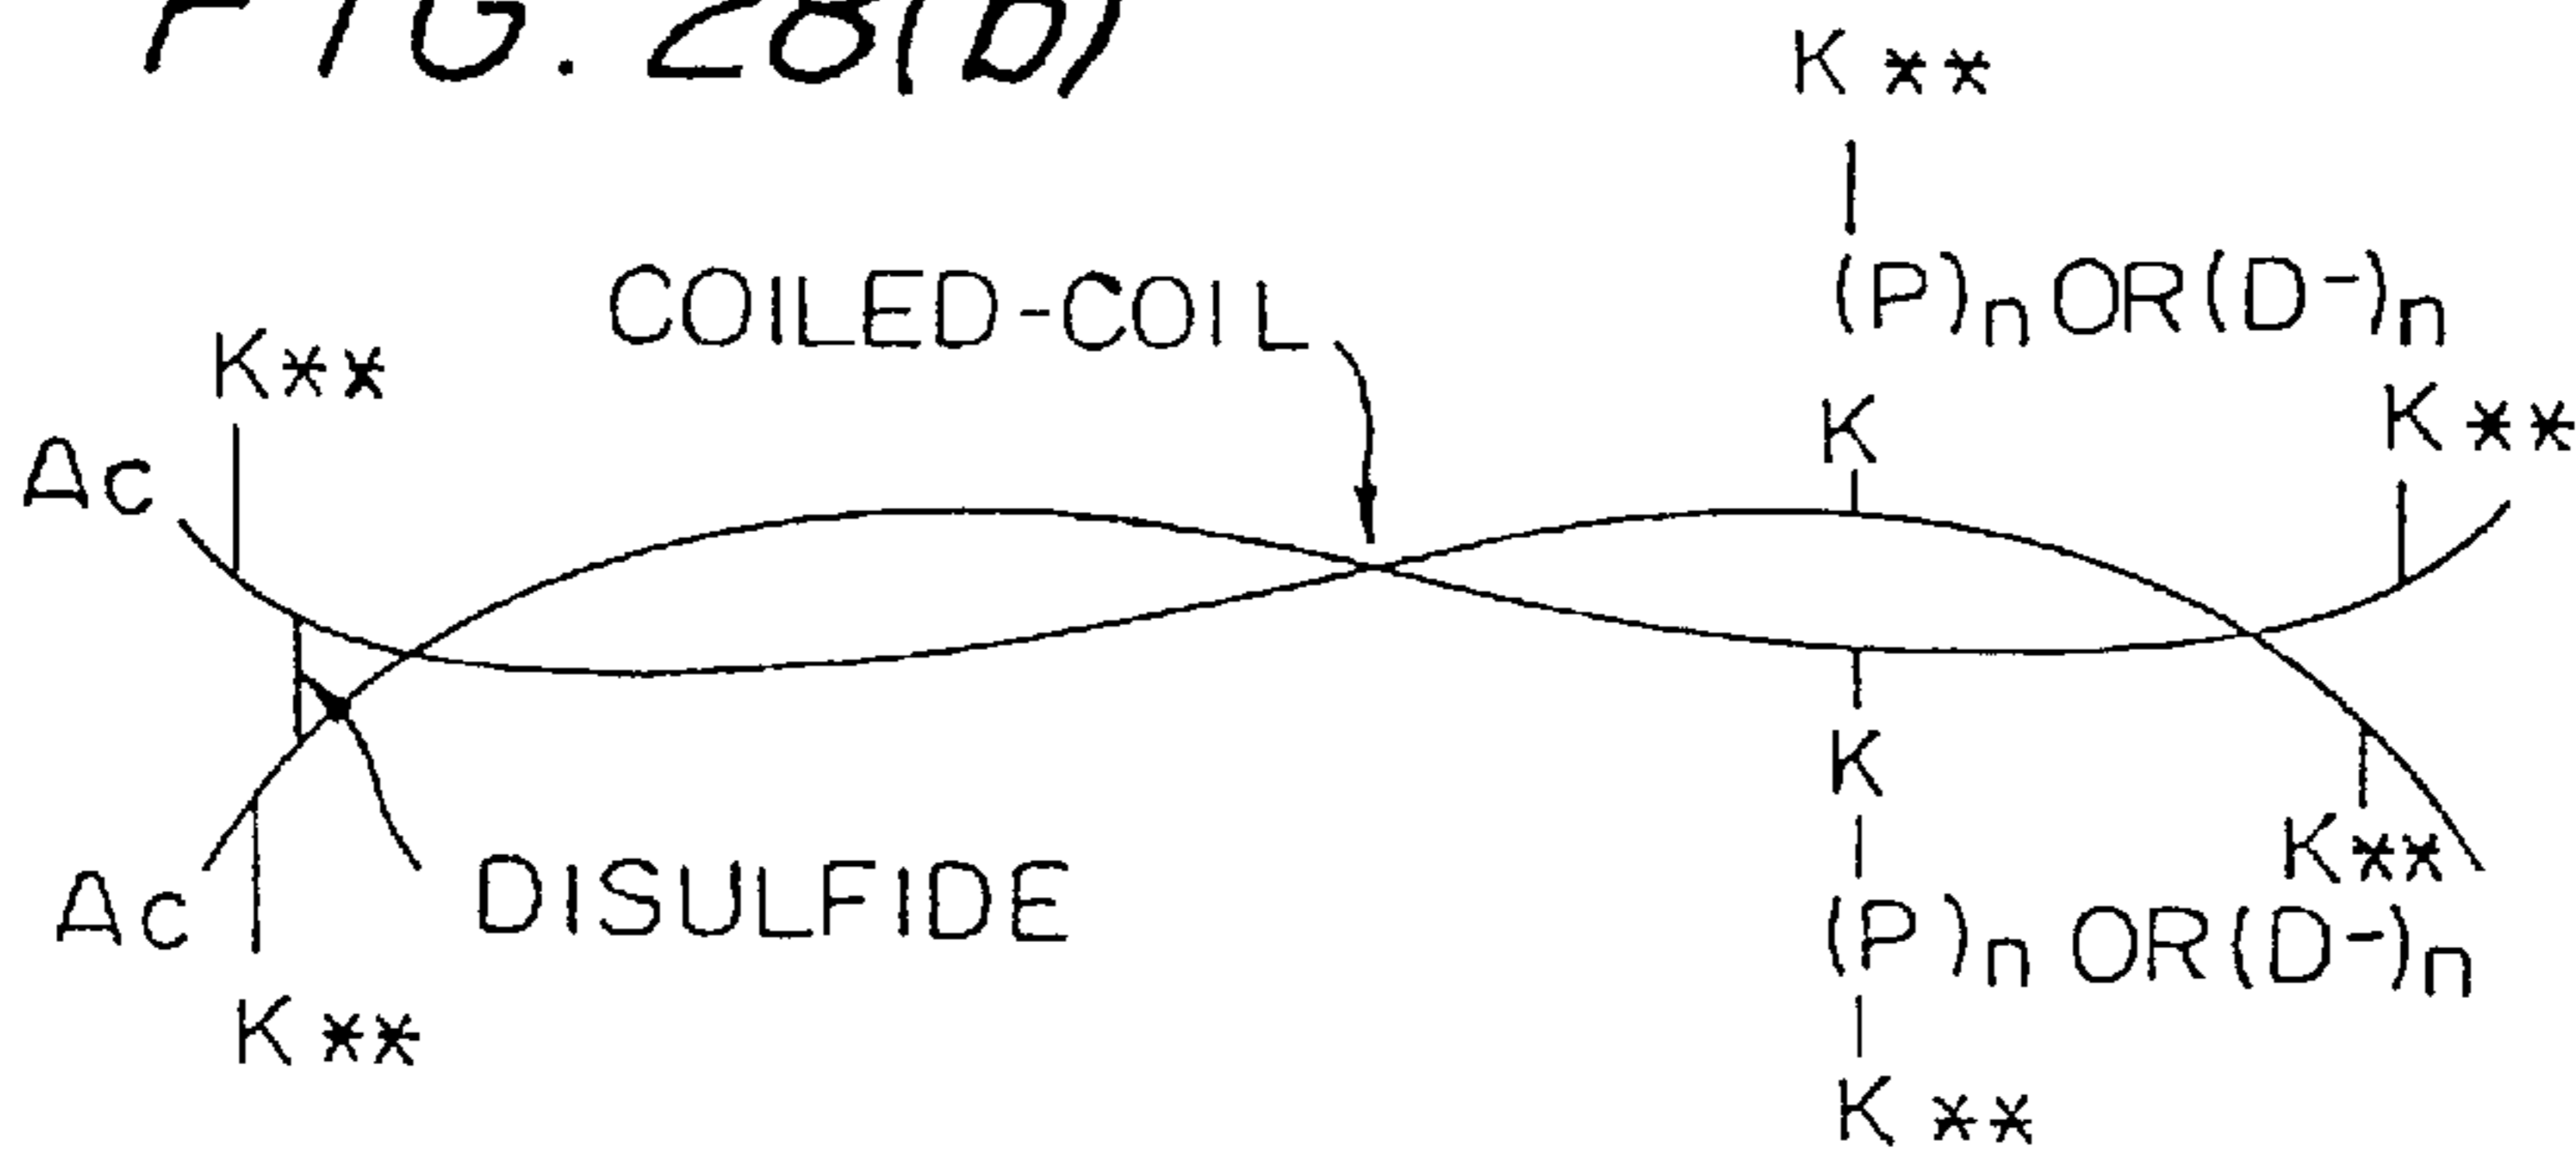 FIG. 28(b)
K **
(P)n OR (D-)n
COILED-COIL
K**
K **
K
Ac
K
K**
(P)n OR (D-)n
DISULFIDE
Ac
K **
K **